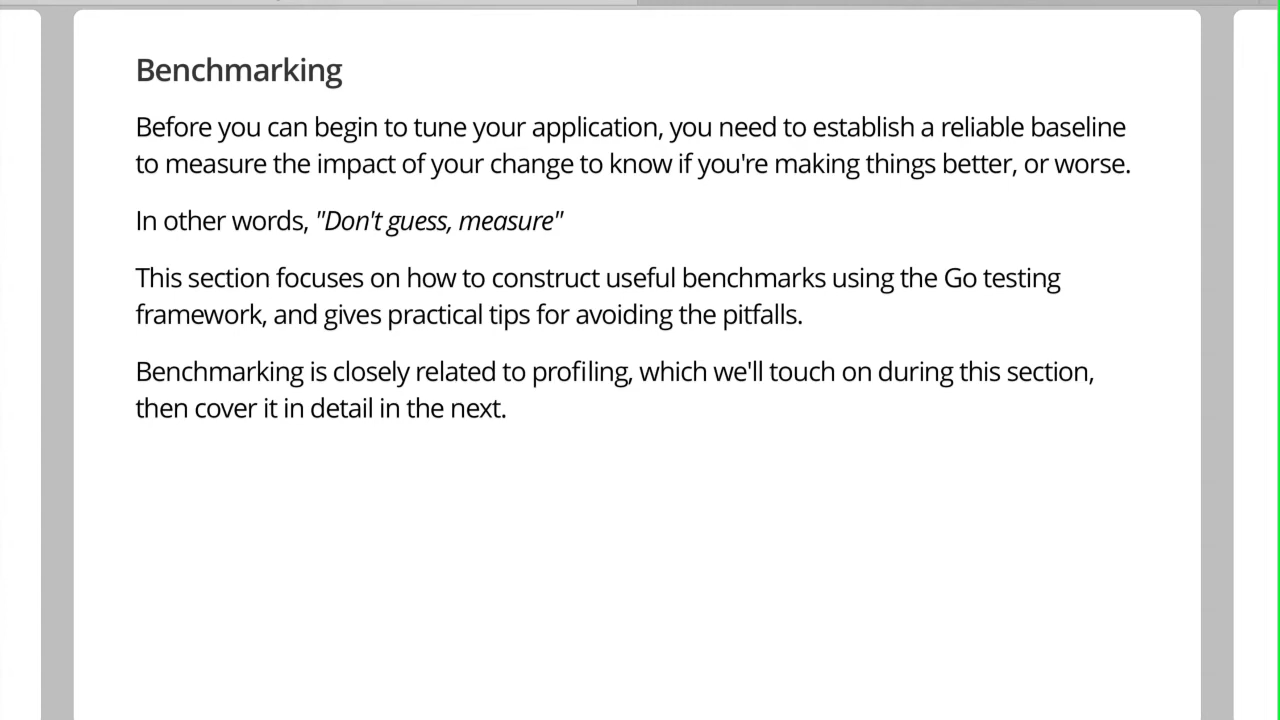 Benchmarking
Before you can begin to tune your application, you need to establish a reliable baseline
to measure the impact of your change to know if you're making things better, or worse.
In other words, "Don't guess, measure"
This section focuses on how to construct useful benchmarks using the Go testing
framework, and gives practical tips for avoiding the pitfalls.
Benchmarking is closely related to profiling, which we'll touch on during this section,
then cover it in detail in the next.